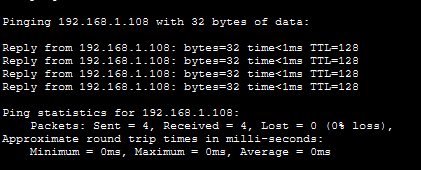 Pinging 192.168.1.108 with 32 bytes of data:
Reply from 192.168.1.108: bytes=32 time<1ms TTL=128
Reply from 192.168.1.108: bytes=32 time<1ms TTL=128
Reply from 192.168.1.108: bytes=32 time<1ms TTL=128
Reply from 192.168.1.108: bytes=32 time<1ms TTL=128
Ping statistics for 192.168.1.108:
Packets: Sent = 4, Received = 4, Lost = 0 (0% loss),
Approximate round trip times in milli-seconds:
Minimum = 0ms, Maximum = 0ms, Average = 0ms